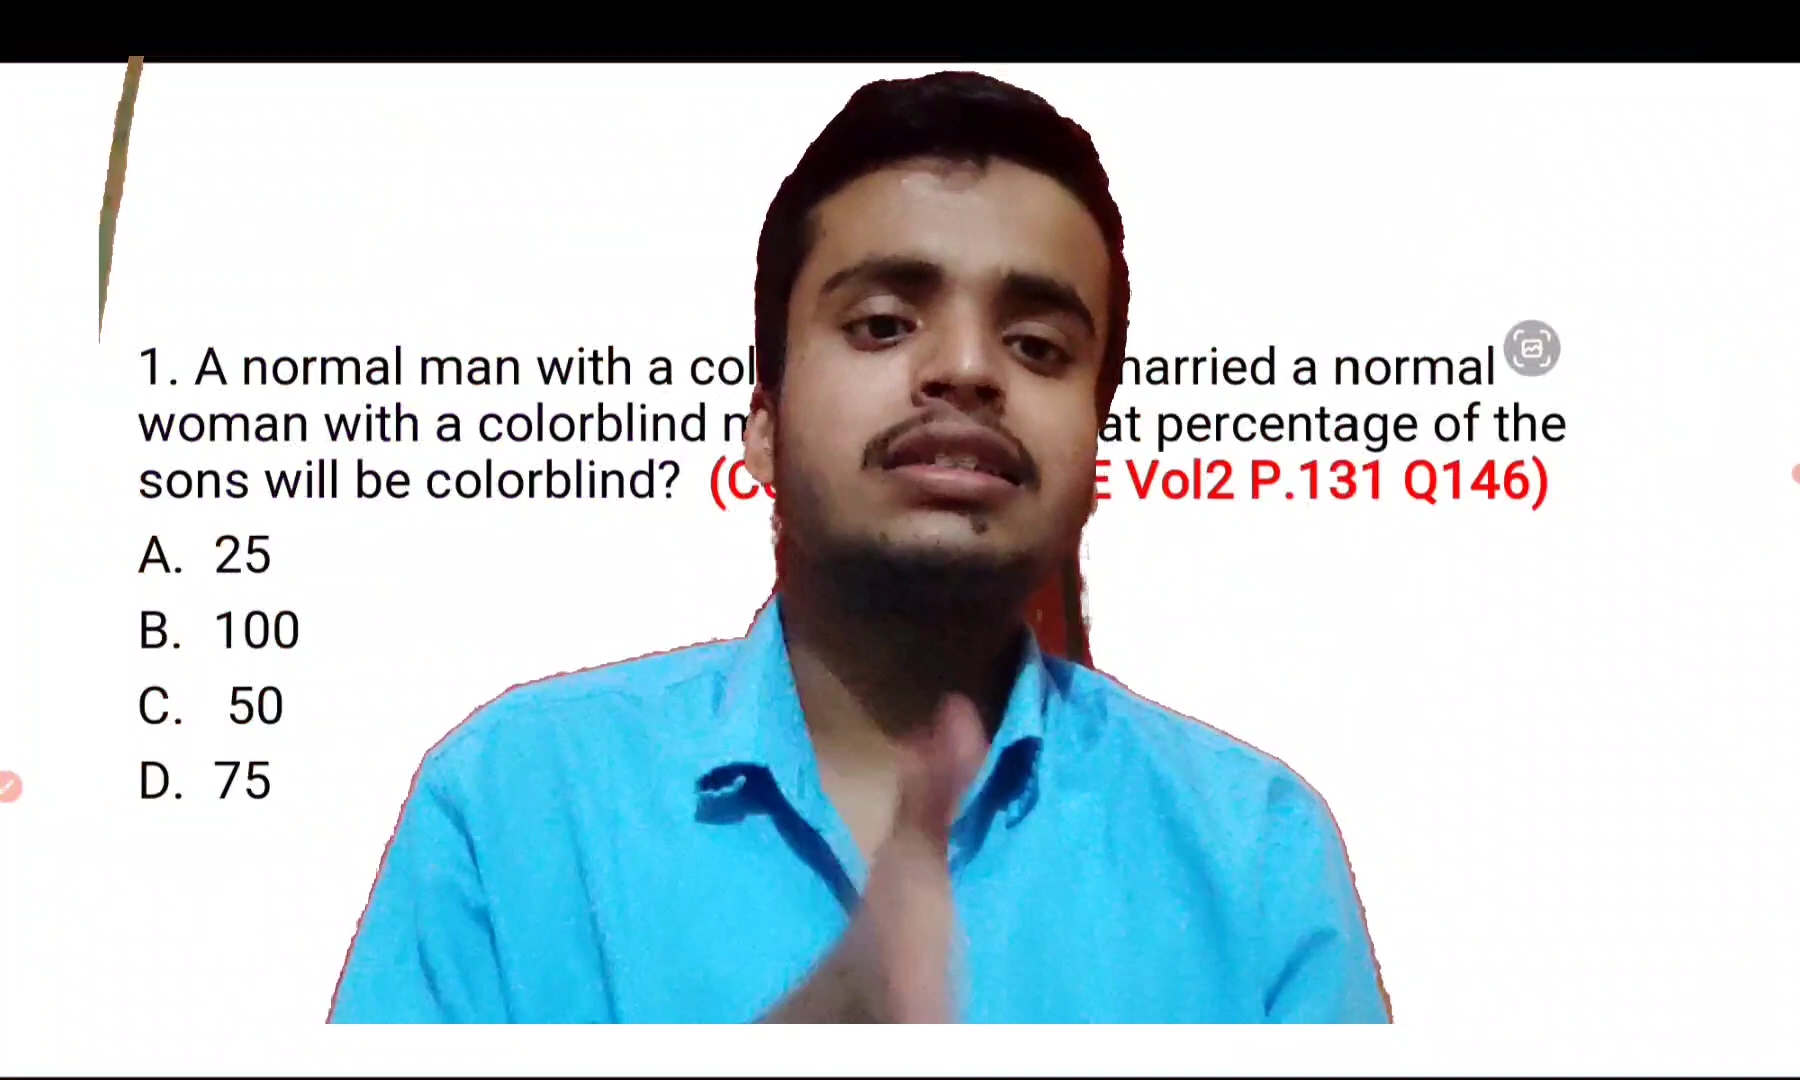 1. A normal man with a col married a normal
woman with a colorblind at percentage of the
sons will be colorblind? (C E Vol2 P.131 Q146)
A. 25
B. 100
C. 50
D. 75